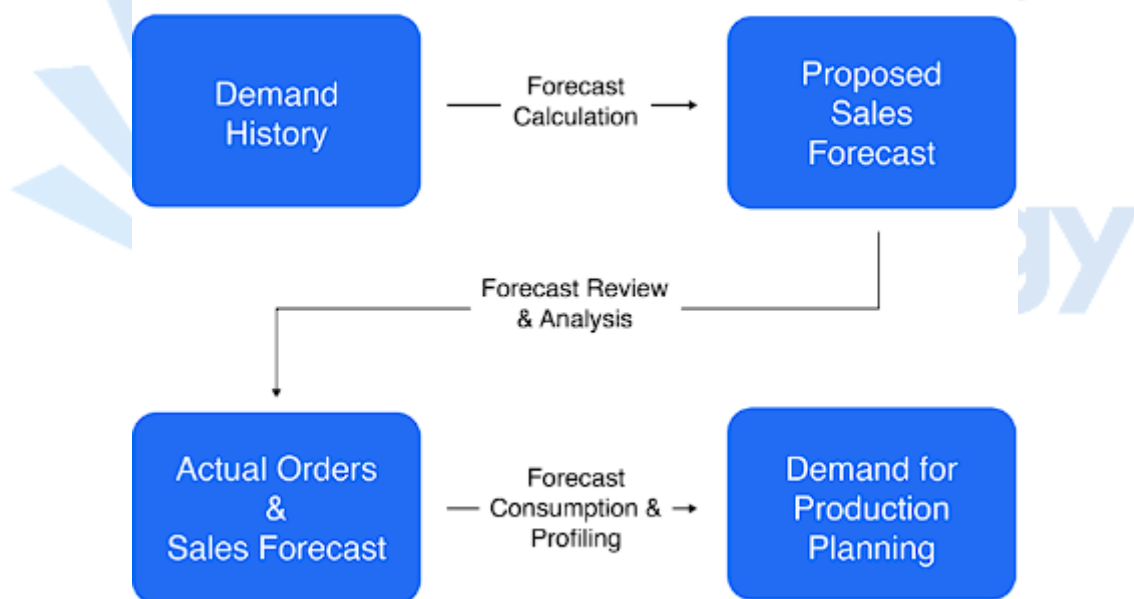 Demand
History
Forecast
Calculation
Proposed
Sales
Forecast
Forecast Review
& Analysis
Actual Orders
&
Sales Forecast
Forecast
Consumption &
Profiling
Demand for
Production
Planning
gy